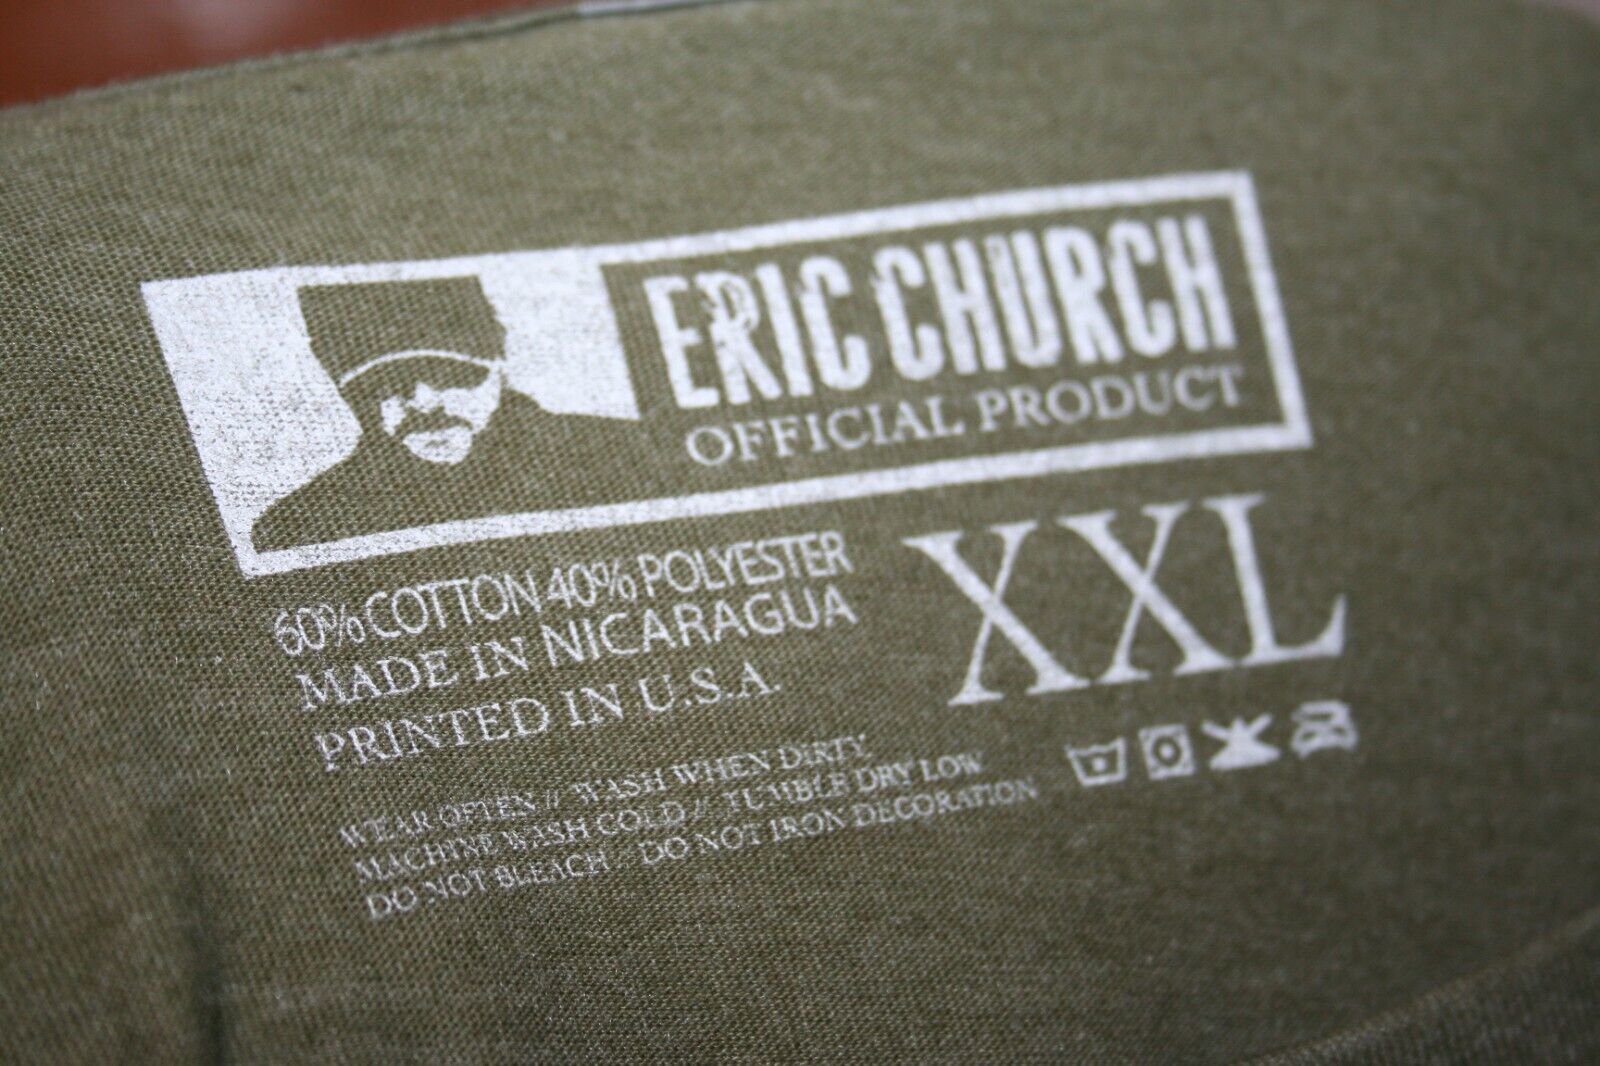 ERIC CHURCH
OFFICIAL PRODUCT
60% COTTON 40% POLYESTER
MADE IN NICARAGUA
PRINTED IN U.S.A.
XXL
WEAR OFTEN // WASH WHEN DIRTY
MACHINE WASH COLD // TUMBLE DRY LOW
DO NOT BLEACH // DO NOT IRON DECORATION